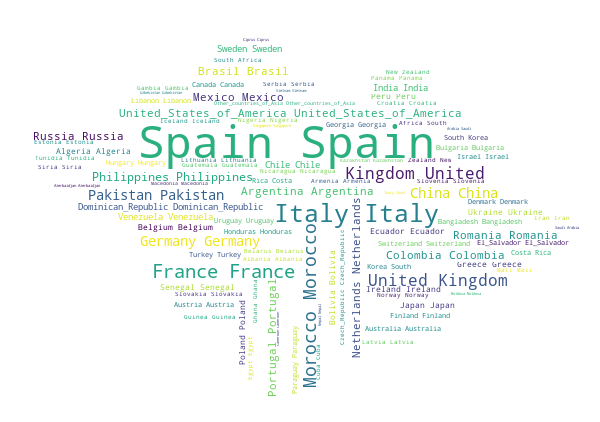 Cyprus Cyprus
Sweden Sweden
South Africa
Brasil Brasil
New Zealand
Panama Panama
Canada Canada
Serbia Serbia
Gambia Gambia
India India
Peru Peru
Lebanon Lebanon
Mexico Mexico
Other_countries_of_Asia Other_countries_of_Asia
Croatia Croatia
United_States_of_America United_States_of_America
Nigeria Nigeria
Georgia Georgia
Africa South
Iceland Iceland
Russia Russia
Estonia Estonia
Spain Spain
South Korea
Algeria Algeria
Bulgaria Bulgaria
Tunidia Tunidia
Hungary Hungary
Lithuania Lithuania
Guatemala Guatemala
Chile Chile
Zealand New
Israel Israel
Siria Siria
Philippines Philippines
Nicaragua Nicaragua
Rica Costa
Armenia Armenia
Kingdom United
Slovenia Slovenia
Macedonia Macedonia
Pakistan Pakistan
Argentina Argentina
China China
Denmark Denmark
Dominican_Republic Dominican_Republic
Italy Italy
Ukraine Ukraine
Venezuela Venezuela
Uruguay Uruguay
Bangladesh Bangladesh
Iran Iran
Belgium Belgium
Honduras Honduras
Ecuador Ecuador
Romania Romania
Germany Germany
Switzerland Switzerland
El_Salvador El_Salvador
Turkey Turkey
Belarus Belarus
Albania Albania
Colombia Colombia
Costa Rica
France France
Korea South
Greece Greece
United Kingdom
Senegal Senegal
Ireland Ireland
Slovakia Slovakia
Norway Norway
Austria Austria
Japan Japan
Guinea Guinea
Finland Finland
Australia Australia
Latvia Latvia
Poland Poland
Egypt Egypt
Ghana Ghana
Portugal Portugal
Paraguay Paraguay
Morocco Morocco
Cuba Cuba
Bolivia Bolivia
Czech_Republic Czech_Republic
Netherlands Netherlands